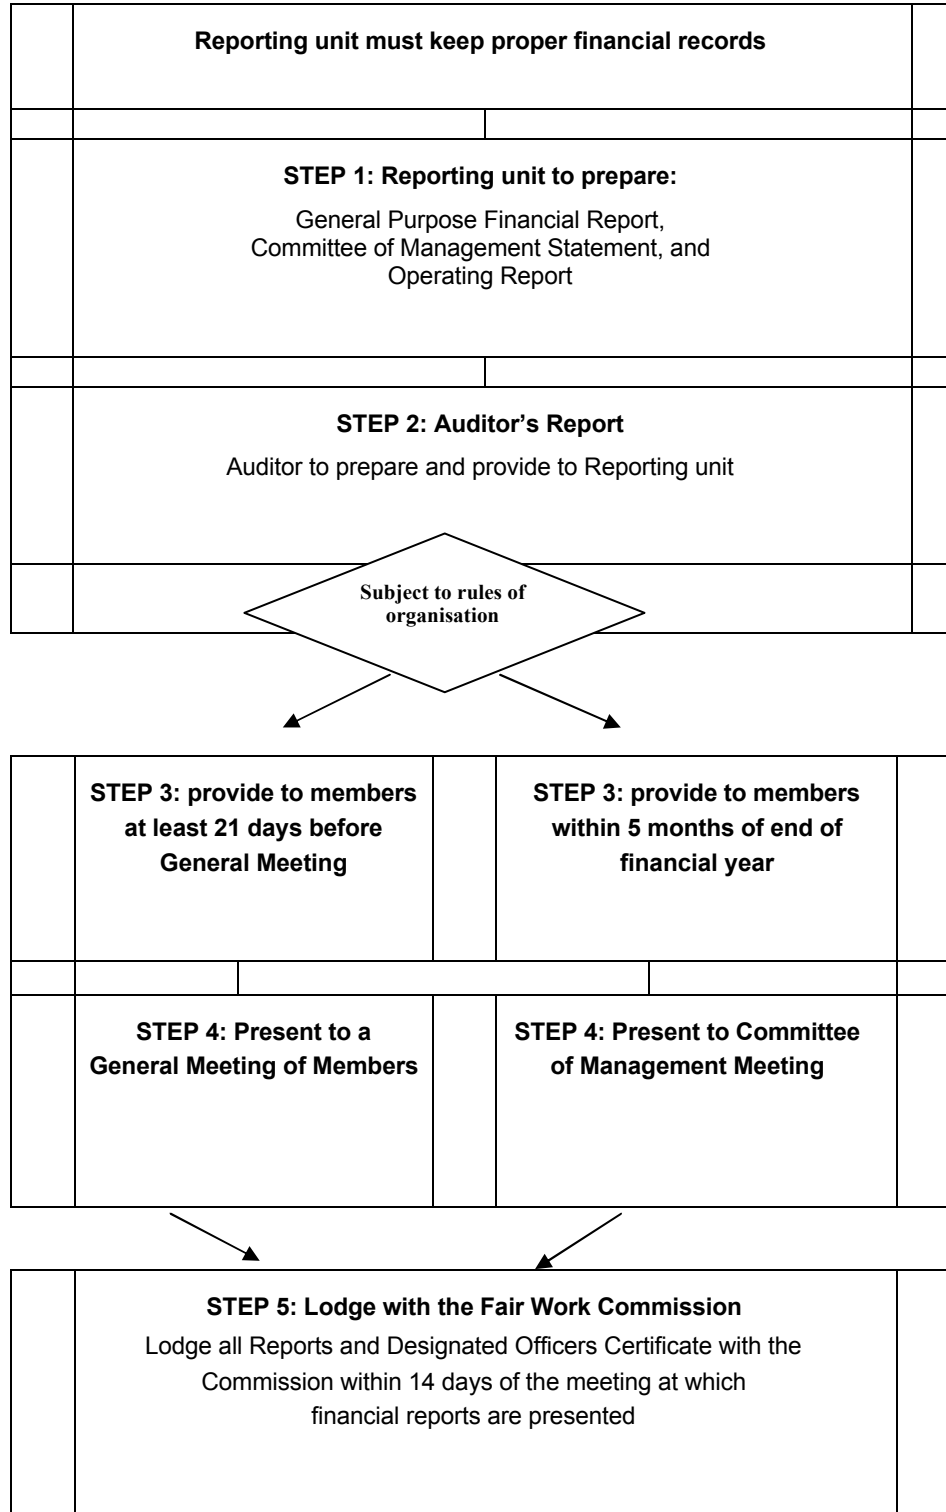 Reporting unit must keep proper financial records
STEP 1: Reporting unit to prepare:
General Purpose Financial Report,
Committee of Management Statement, and
Operating Report
STEP 2: Auditor’s Report
Auditor to prepare and provide to Reporting unit
Subject to rules of
organisation
STEP 3: provide to members
at least 21 days before
General Meeting
STEP 3: provide to members
within 5 months of end of
financial year
STEP 4: Present to a
General Meeting of Members
STEP 4: Present to Committee
of Management Meeting
STEP 5: Lodge with the Fair Work Commission
Lodge all Reports and Designated Officers Certificate with the
Commission within 14 days of the meeting at which
financial reports are presented